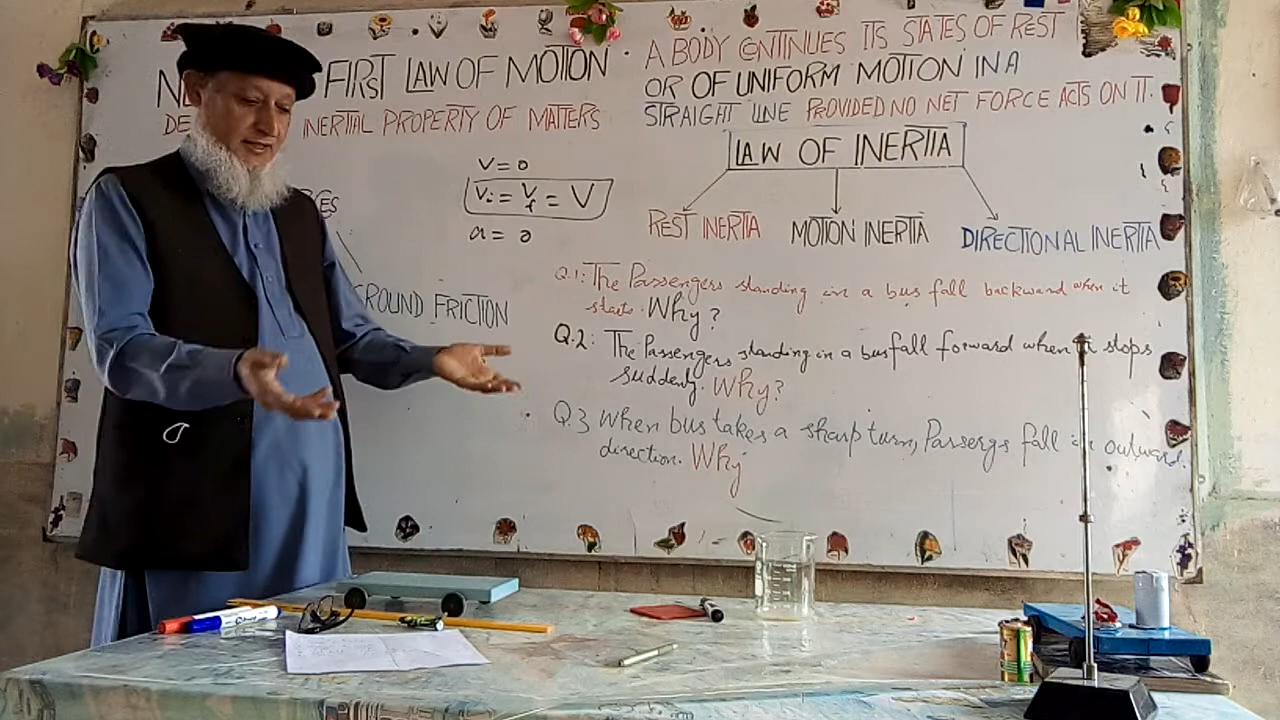 FIRST LAW OF MOTION
INERTIAL PROPERTY OF MATTERS
A BODY CONTINUES ITS STATES OF REST
OR OF UNIFORM MOTION IN A
STRAIGHT LINE PROVIDED NO NET FORCE ACTS ON IT.
LAW OF INERTIA
REST INERTIA MOTION INERTIA DIRECTIONAL INERTIA
V = 0
Vi = Vf = V
a = 0
GROUND FRICTION
Q.1: The Passengers standing in a bus fall backward when it
starts. Why?
Q.2: The Passengers standing in a bus fall forward when it stops
suddenly. Why?
Q.3 When bus takes a sharp turn, Passergs fall in outward.
direction. Why